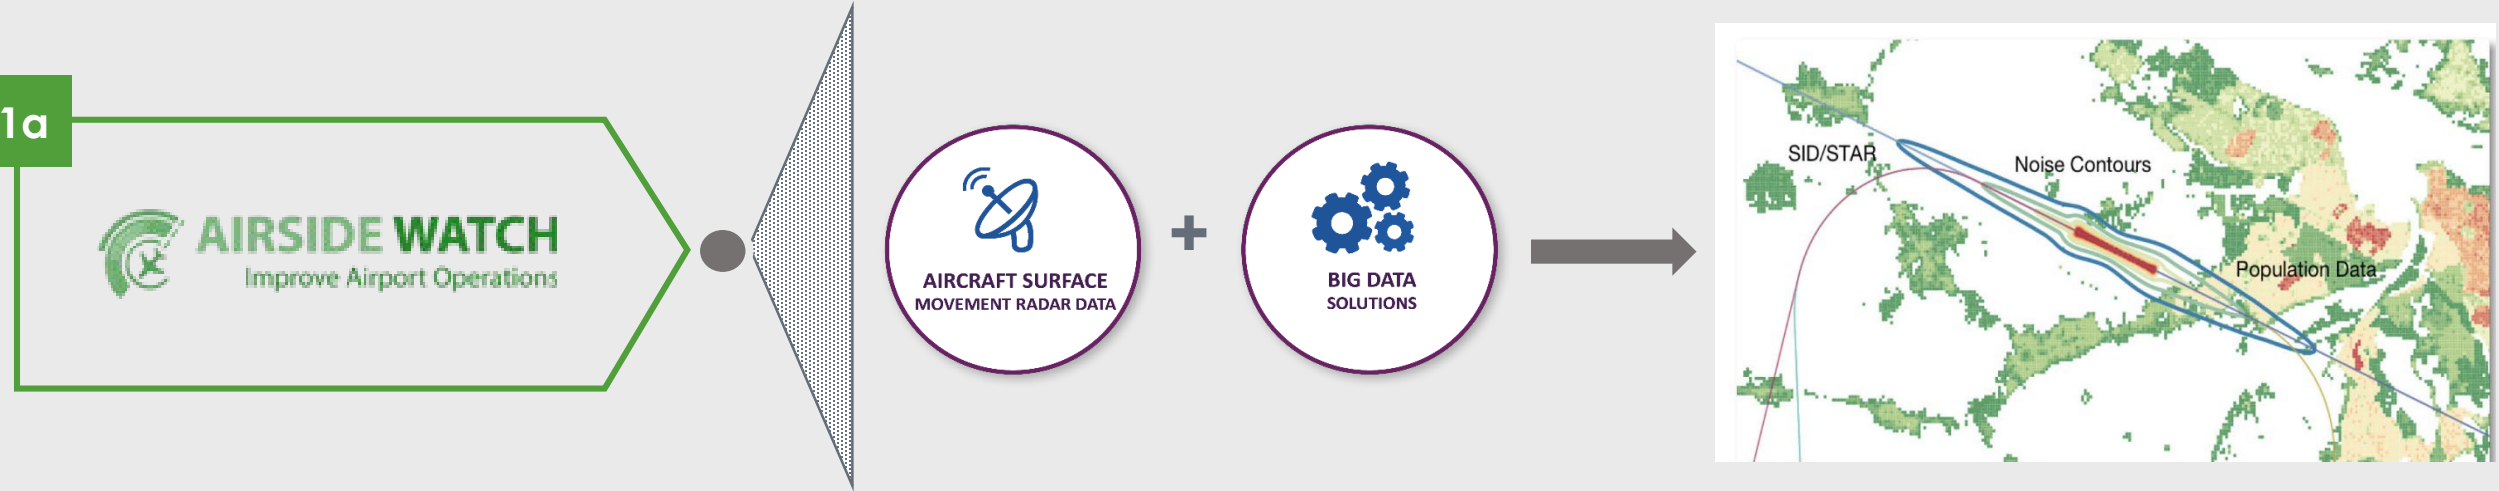 1a
AIRSIDE WATCH
Improve Airport Operations
AIRCRAFT SURFACE
MOVEMENT RADAR DATA
BIG DATA
SOLUTIONS
SID/STAR
Noise Contours
Population Data